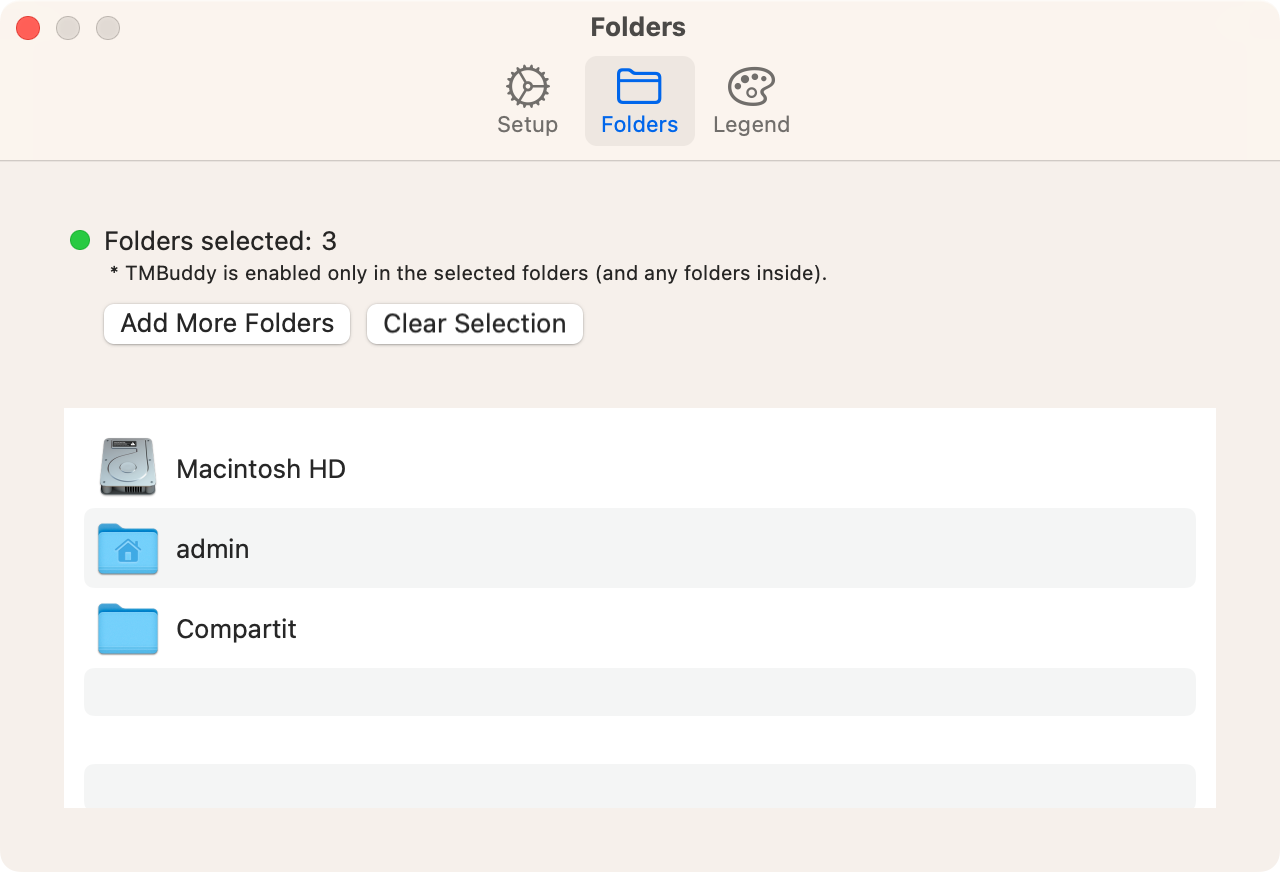 Folders
Setup
Folders
Legend
Folders selected: 3
* TMBuddy is enabled only in the selected folders (and any folders inside).
Add More Folders
Clear Selection
Macintosh HD
admin
Compartit